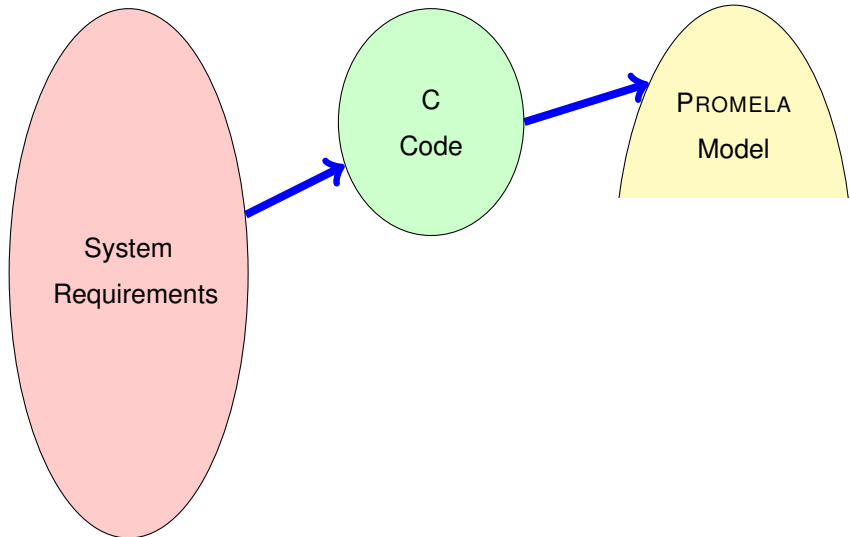 System
Requirements
C
Code
PROMELA
Model